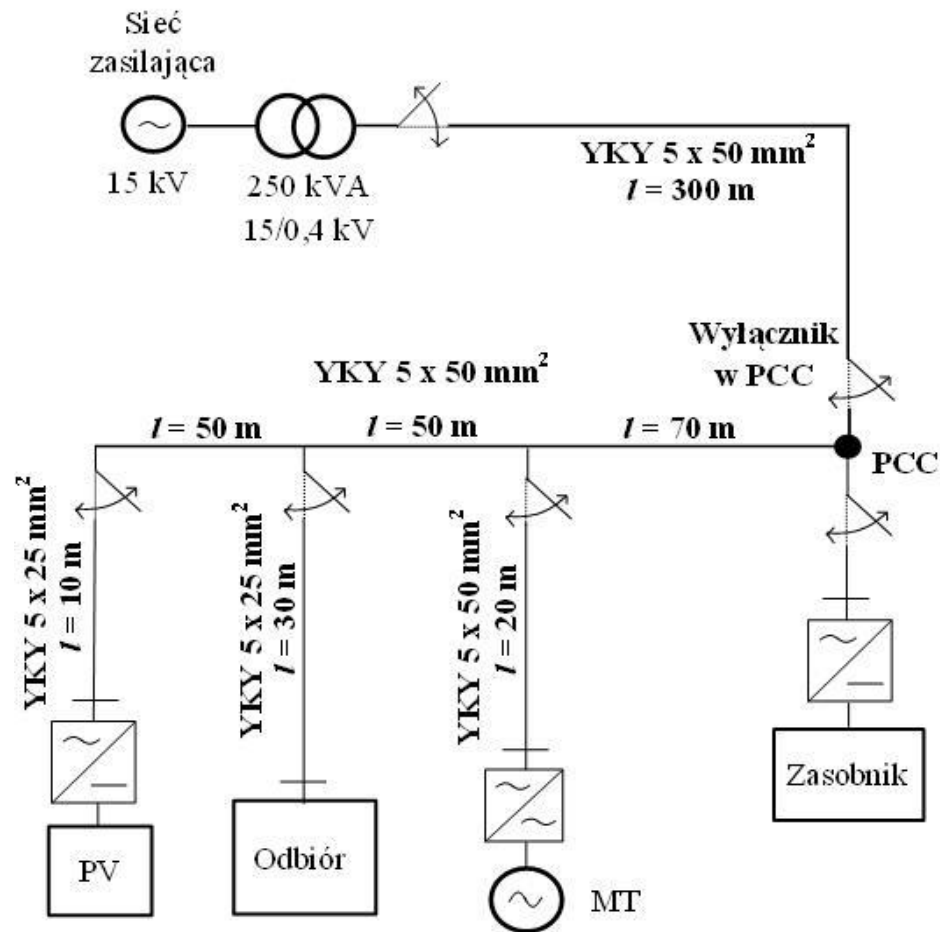 Sieć
zasilająca
15 kV
250 kVA
15/0,4 kV
YKY 5 x 50 mm²
l = 300 m
Wyłącznik
w PCC
PCC
YKY 5 x 50 mm²
l = 50 m
l = 50 m
l = 70 m
YKY 5 x 25 mm²
l = 10 m
YKY 5 x 25 mm²
l = 30 m
YKY 5 x 50 mm²
l = 20 m
PV
Odbiór
MT
Zasobnik